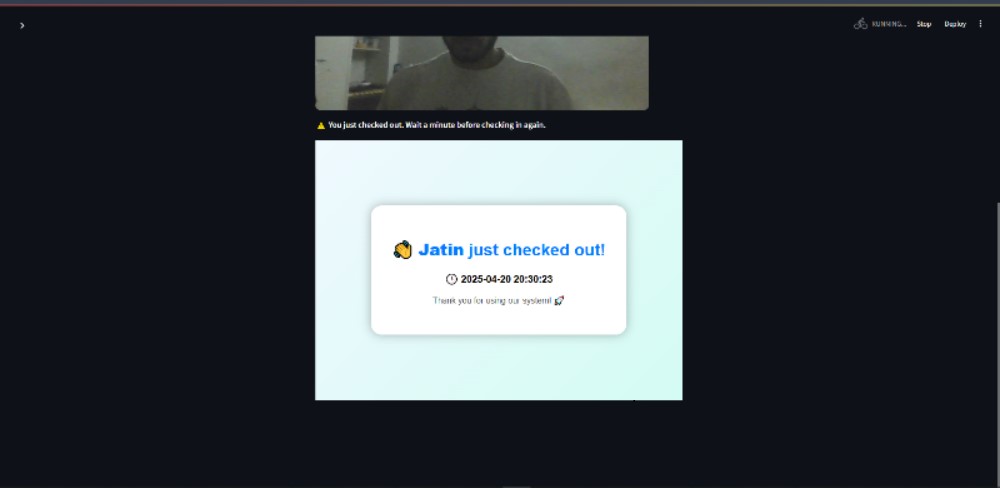 RUNNING... Stop Deploy
You just checked out. Wait a minute before checking in again.
Jatin just checked out!
2025-04-20 20:30:23
Thank you for using our system!